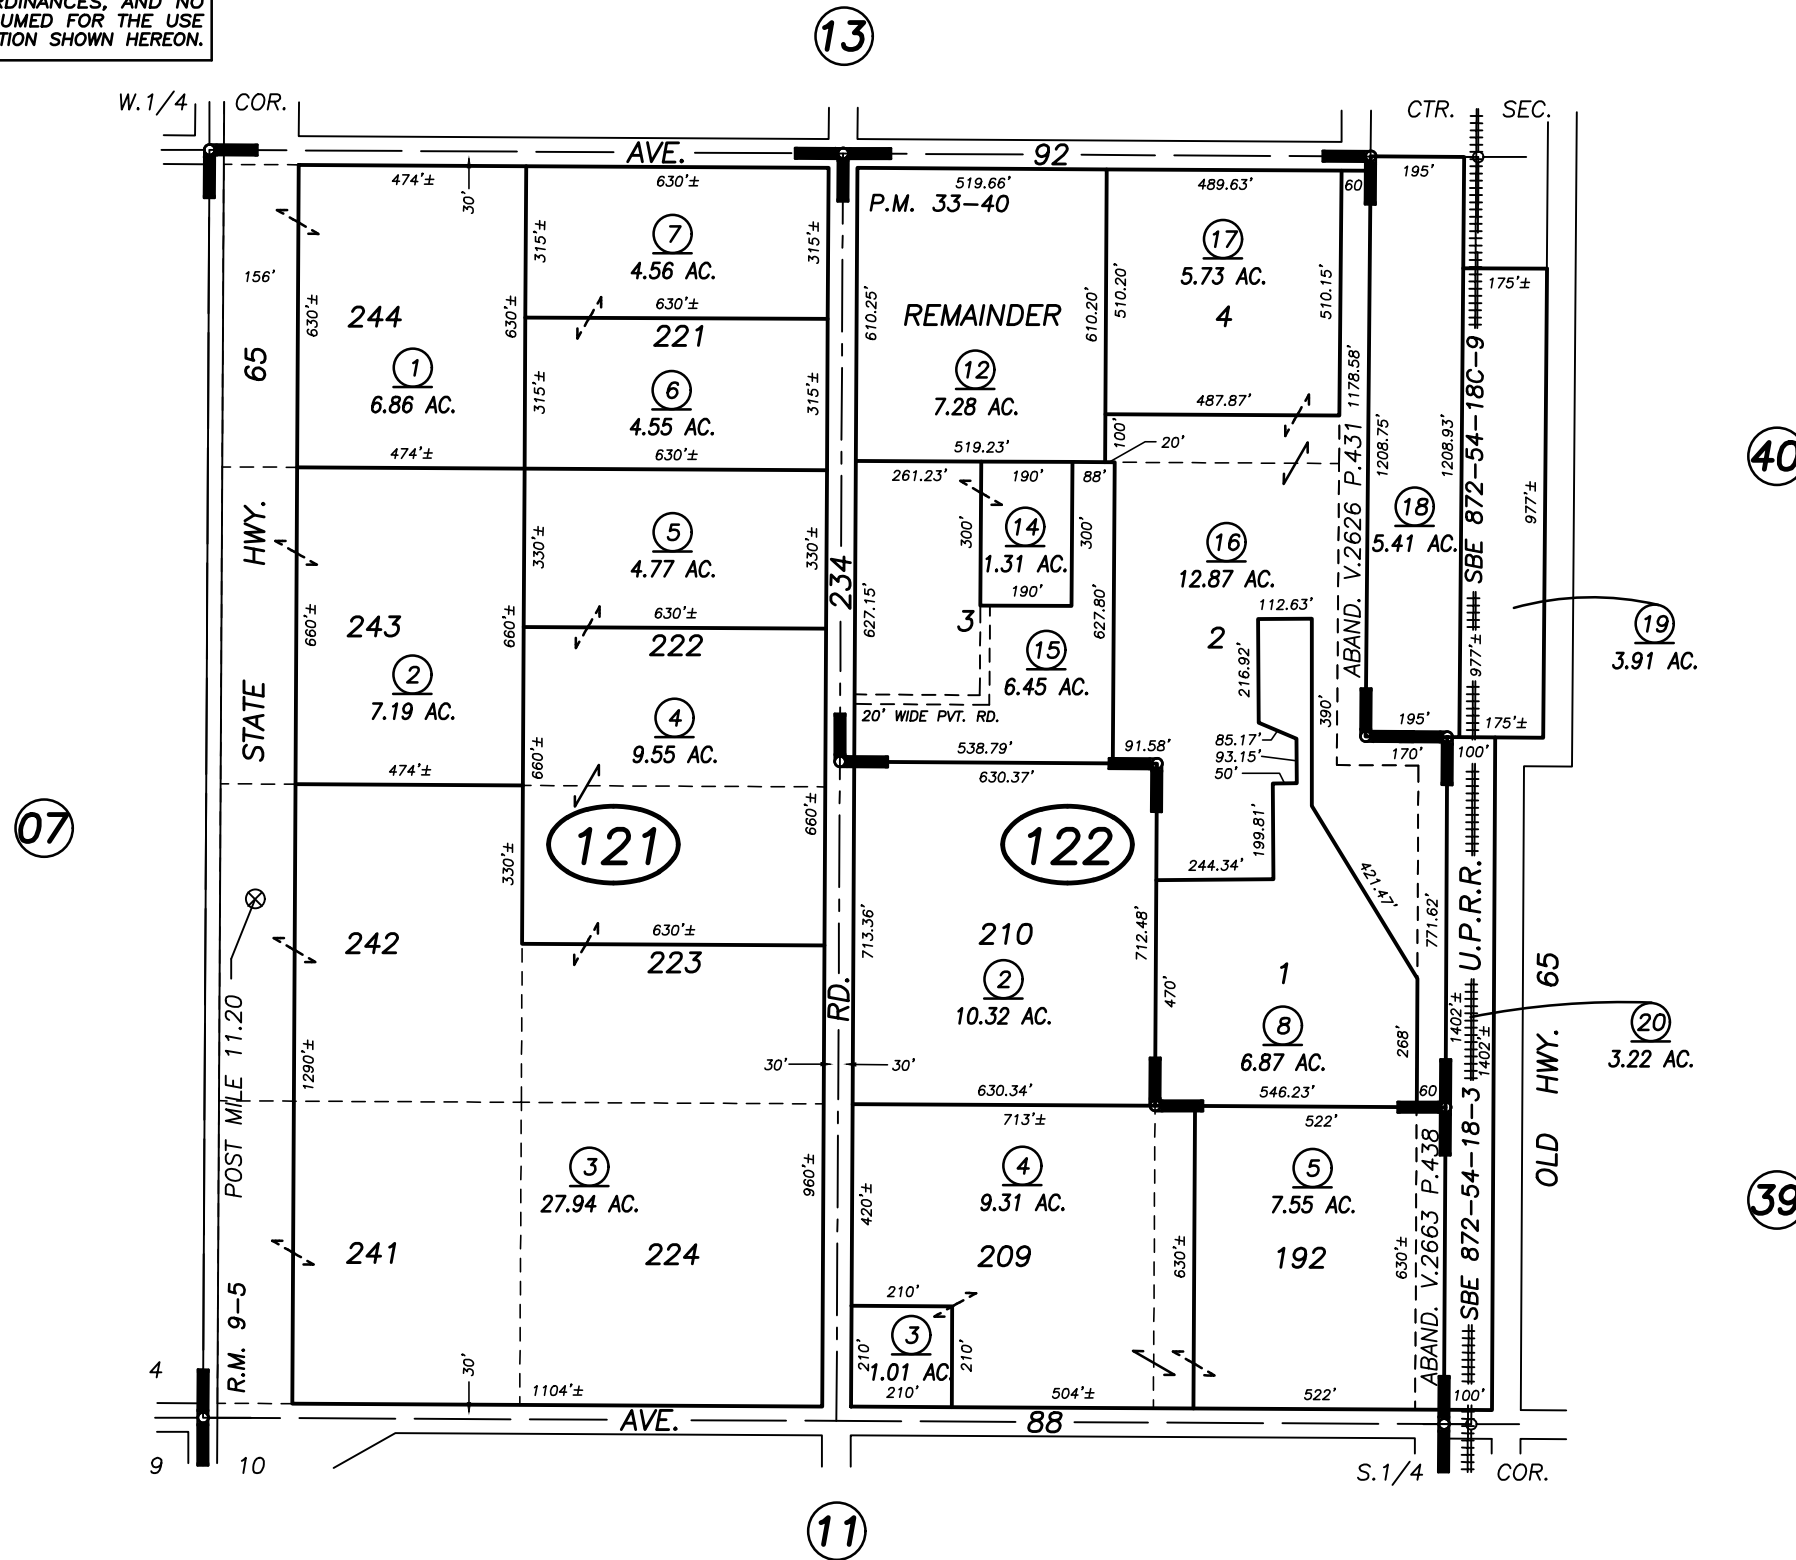 RDINANCES, AND NO
UMED FOR THE USE
TION SHOWN HEREON.
13
W.1/4 COR.
CTR. SEC.
AVE. 92
474'± 30' 630'± 519.66' 489.63' 60' 195'
P.M. 33-40
156'
630'±
244
1
6.86 AC.
630'±
474'±
315'±
7
4.56 AC.
315'±
630'±
221
315'±
6
4.55 AC.
315'±
630'±
610.25'
REMAINDER
12
7.28 AC.
610.20'
519.23'
510.20'
17
5.73 AC.
4
510.15'
487.87'
100'
20'
1178.58'
ABAND. V.2626 P.431
1208.75'
18
5.41 AC.
1208.93'
195'
SBE 872-54-18C-9
175'±
977'±
977'±
175'±
19
3.91 AC.
40
STATE HWY. 65
660'±
243
2
7.19 AC.
660'±
474'±
330'±
5
4.77 AC.
330'±
630'±
222
4
9.55 AC.
660'±
660'±
330'±
630'±
223
234 RD.
261.23' 190' 88'
300'
14
1.31 AC.
300'
190'
627.15'
3
15
6.45 AC.
627.80'
20' WIDE PVT. RD.
538.79' 91.58'
16
12.87 AC.
2
112.63'
216.92'
85.17'
93.15'
50'
199.81'
244.34'
421.47'
390'
170'
100'
07
121
122
630.37'
713.36'
210
2
10.32 AC.
712.48'
630.34'
470'
1
8
6.87 AC.
268'
546.23' 60'
771.62'
U.P.R.R.
1402'±
1402'±
20
3.22 AC.
OLD HWY. 65
39
242
POST MILE 11.20
1290'±
R.M. 9-5
241
3
27.94 AC.
224
960'±
30'
1104'±
30' 30'
713'±
420'±
4
9.31 AC.
209
210'
210'
3
1.01 AC.
210'
210'
504'±
630'±
522'
5
7.55 AC.
192
630'±
522'
ABAND. V.2663 P.438
SBE 872-54-18-3
100'
AVE. 88
4
9 10
S.1/4 COR.
11